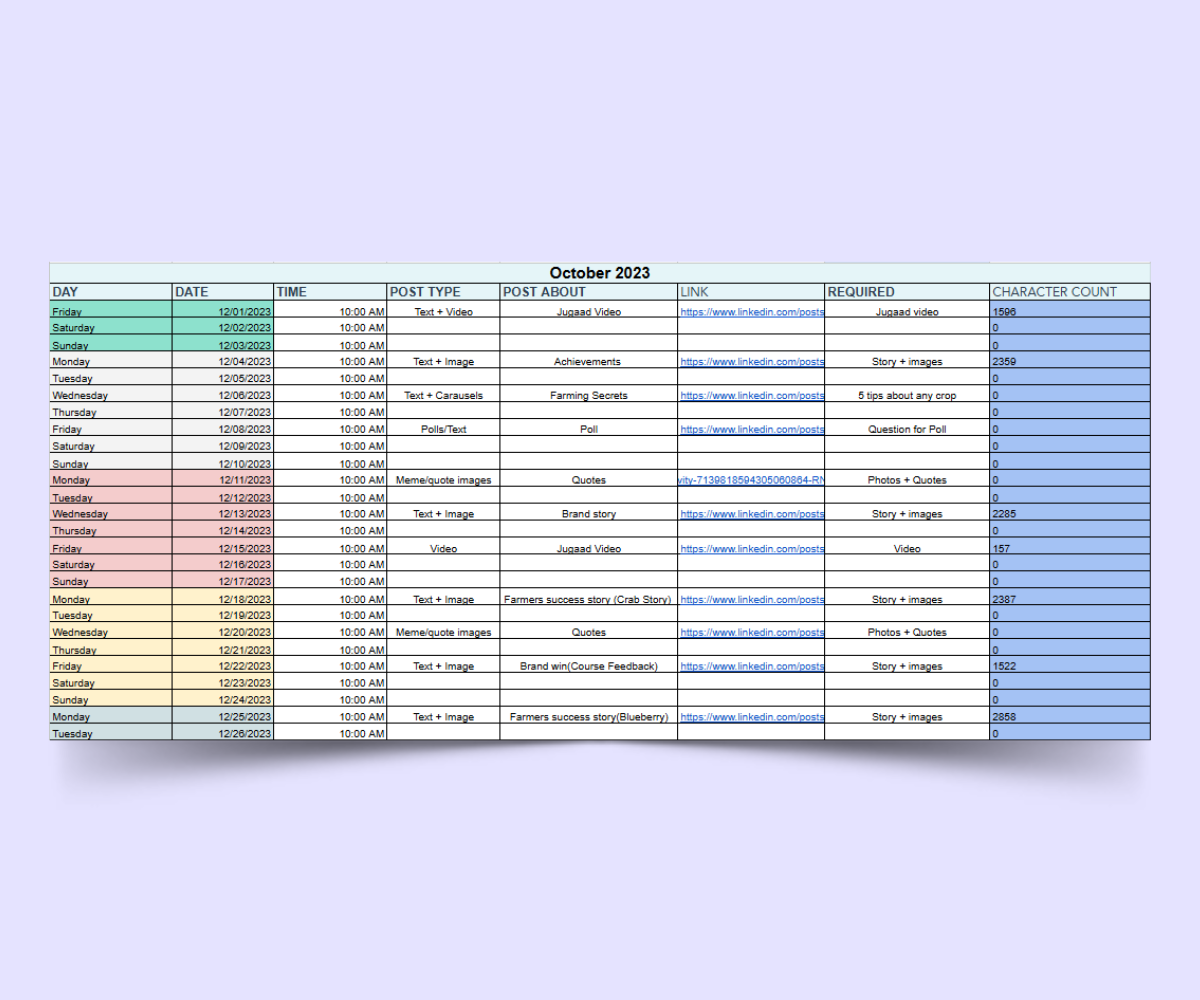 October 2023
DAY DATE TIME POST TYPE POST ABOUT LINK REQUIRED CHARACTER COUNT
Friday 12/01/2023 10:00 AM Text + Video Jugaad Video https://www.linkedin.com/posts Jugaad video 1596
Saturday 12/02/2023 10:00 AM 0
Sunday 12/03/2023 10:00 AM 0
Monday 12/04/2023 10:00 AM Text + Image Achievements https://www.linkedin.com/posts Story + images 2359
Tuesday 12/05/2023 10:00 AM 0
Wednesday 12/06/2023 10:00 AM Text + Carausels Farming Secrets https://www.linkedin.com/posts 5 tips about any crop 0
Thursday 12/07/2023 10:00 AM 0
Friday 12/08/2023 10:00 AM Polls/Text Poll https://www.linkedin.com/posts Question for Poll 0
Saturday 12/09/2023 10:00 AM 0
Sunday 12/10/2023 10:00 AM 0
Monday 12/11/2023 10:00 AM Meme/quote images Quotes vity-7139818594305060864-RN Photos + Quotes 0
Tuesday 12/12/2023 10:00 AM 0
Wednesday 12/13/2023 10:00 AM Text + Image Brand story https://www.linkedin.com/posts Story + images 2285
Thursday 12/14/2023 10:00 AM 0
Friday 12/15/2023 10:00 AM Video Jugaad Video https://www.linkedin.com/posts Video 157
Saturday 12/16/2023 10:00 AM 0
Sunday 12/17/2023 10:00 AM 0
Monday 12/18/2023 10:00 AM Text + Image Farmers success story (Crab Story) https://www.linkedin.com/posts Story + images 2387
Tuesday 12/19/2023 10:00 AM 0
Wednesday 12/20/2023 10:00 AM Meme/quote images Quotes https://www.linkedin.com/posts Photos + Quotes 0
Thursday 12/21/2023 10:00 AM 0
Friday 12/22/2023 10:00 AM Text + Image Brand win(Course Feedback) https://www.linkedin.com/posts Story + images 1522
Saturday 12/23/2023 10:00 AM 0
Sunday 12/24/2023 10:00 AM 0
Monday 12/25/2023 10:00 AM Text + Image Farmers success story(Blueberry) https://www.linkedin.com/posts Story + images 2858
Tuesday 12/26/2023 10:00 AM 0